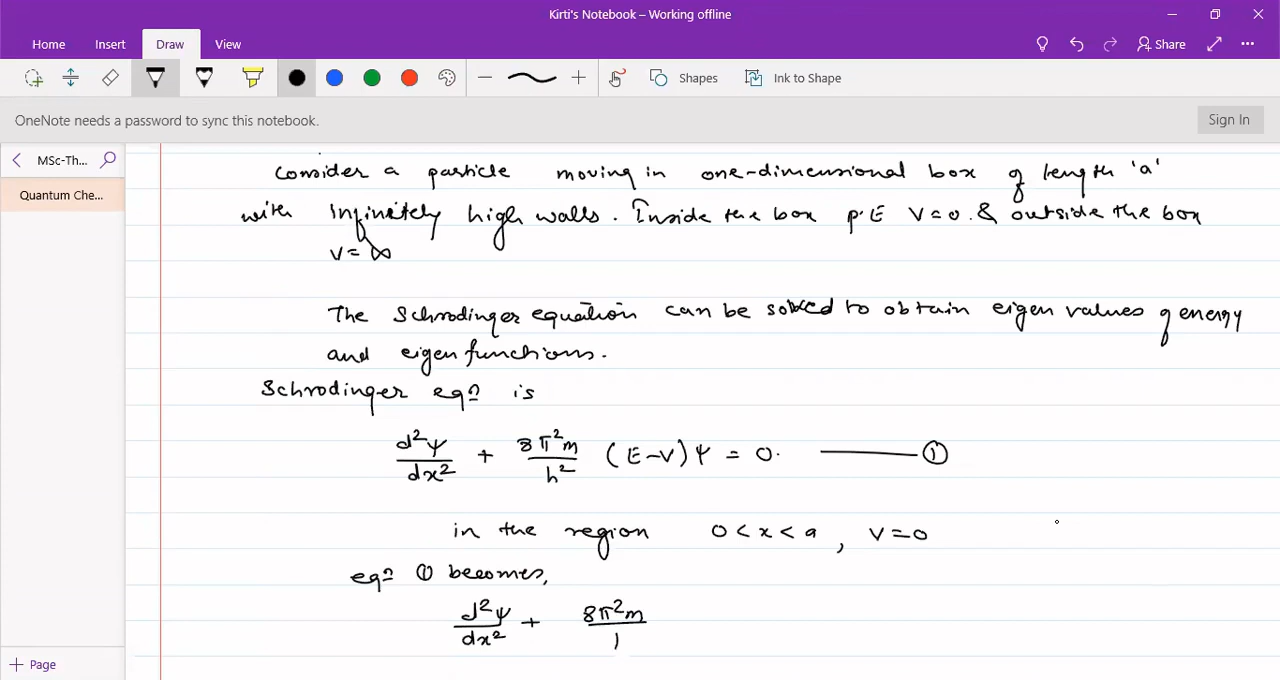 Kirti's Notebook – Working offline
Home Insert Draw View Share
Shapes Ink to Shape
OneNote needs a password to sync this notebook. Sign In
MSc-Th...
Quantum Che...
Consider a particle moving in one-dimensional box of length 'a'
with Infinitely high walls. Inside the box p.E V=0. & outside the box
V=∞
The Schrodinger equation can be solved to obtain eigen values of energy
and eigen functions.
Schrodinger eqn is
d²ψ/dx² + 8π²m/h² (E-V)ψ = 0. ——— ①
in the region 0<x<a, V=0
eqn ① becomes,
d²ψ/dx² + 8π²m/
Page